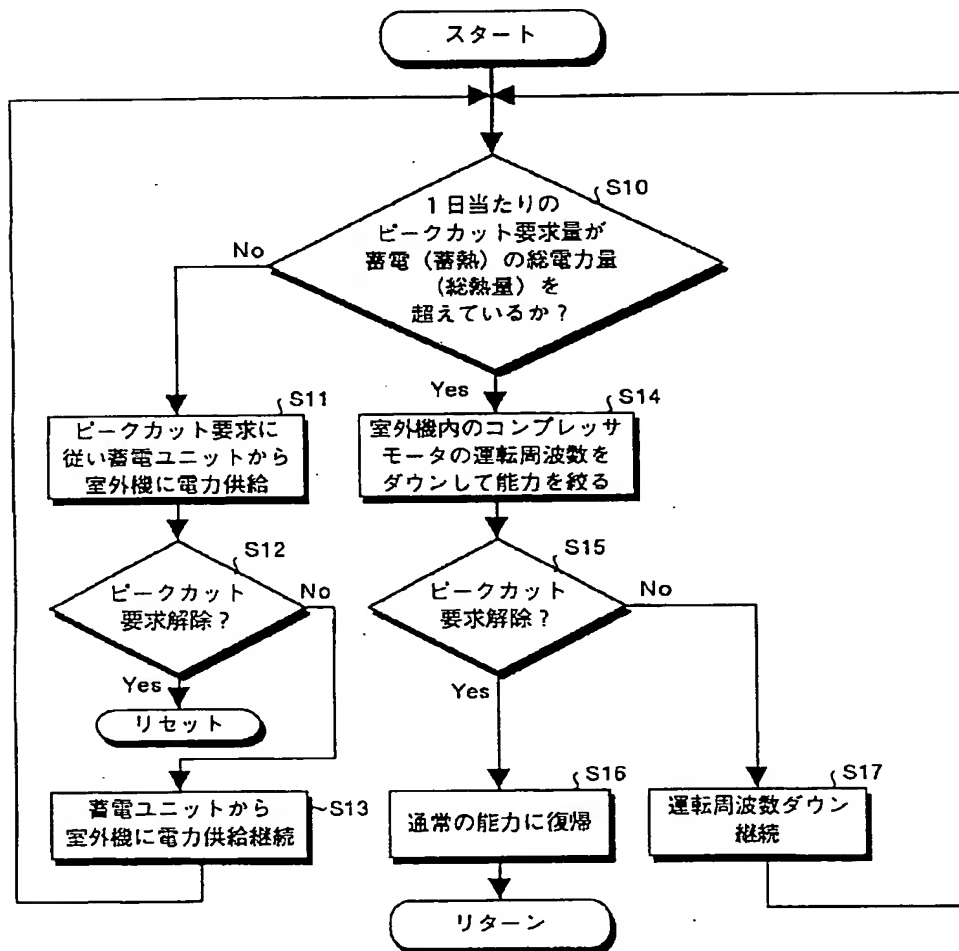 スタート
S10
1日当たりの
ピークカット要求量が
蓄電(蓄熱)の総電力量
(総熱量)を
超えているか?
No
Yes
S11
ピークカット要求に
従い蓄電ユニットから
室外機に電力供給
S14
室外機内のコンプレッサ
モータの運転周波数を
ダウンして能力を絞る
S12
ピークカット
要求解除?
No
Yes
リセット
S15
ピークカット
要求解除?
No
Yes
S13
蓄電ユニットから
室外機に電力供給継続
S16
通常の能力に復帰
S17
運転周波数ダウン
継続
リターン